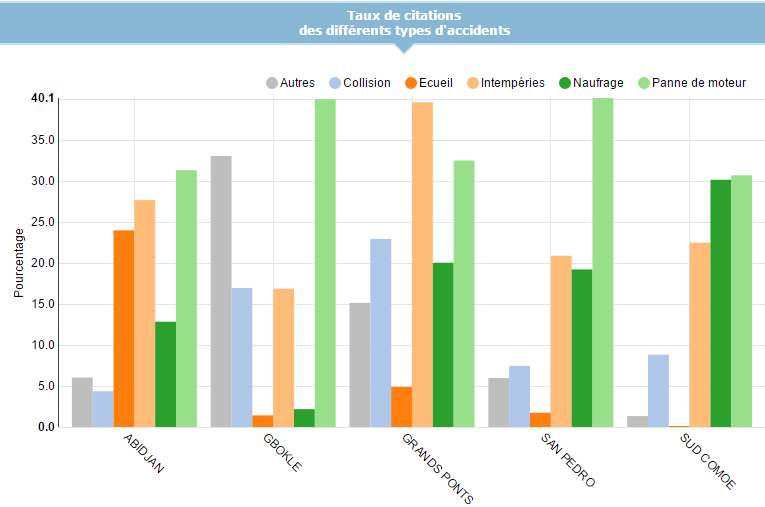 Taux de citations
des différents types d'accidents
Autres Collision Ecueil Intempéries Naufrage Panne de moteur
40.1
35.0
30.0
25.0
20.0
15.0
10.0
5.0
0.0
Pourcentage
ABIDJAN
GBOKLE
GRANDS PONTS
SAN PEDRO
SUD COMOE